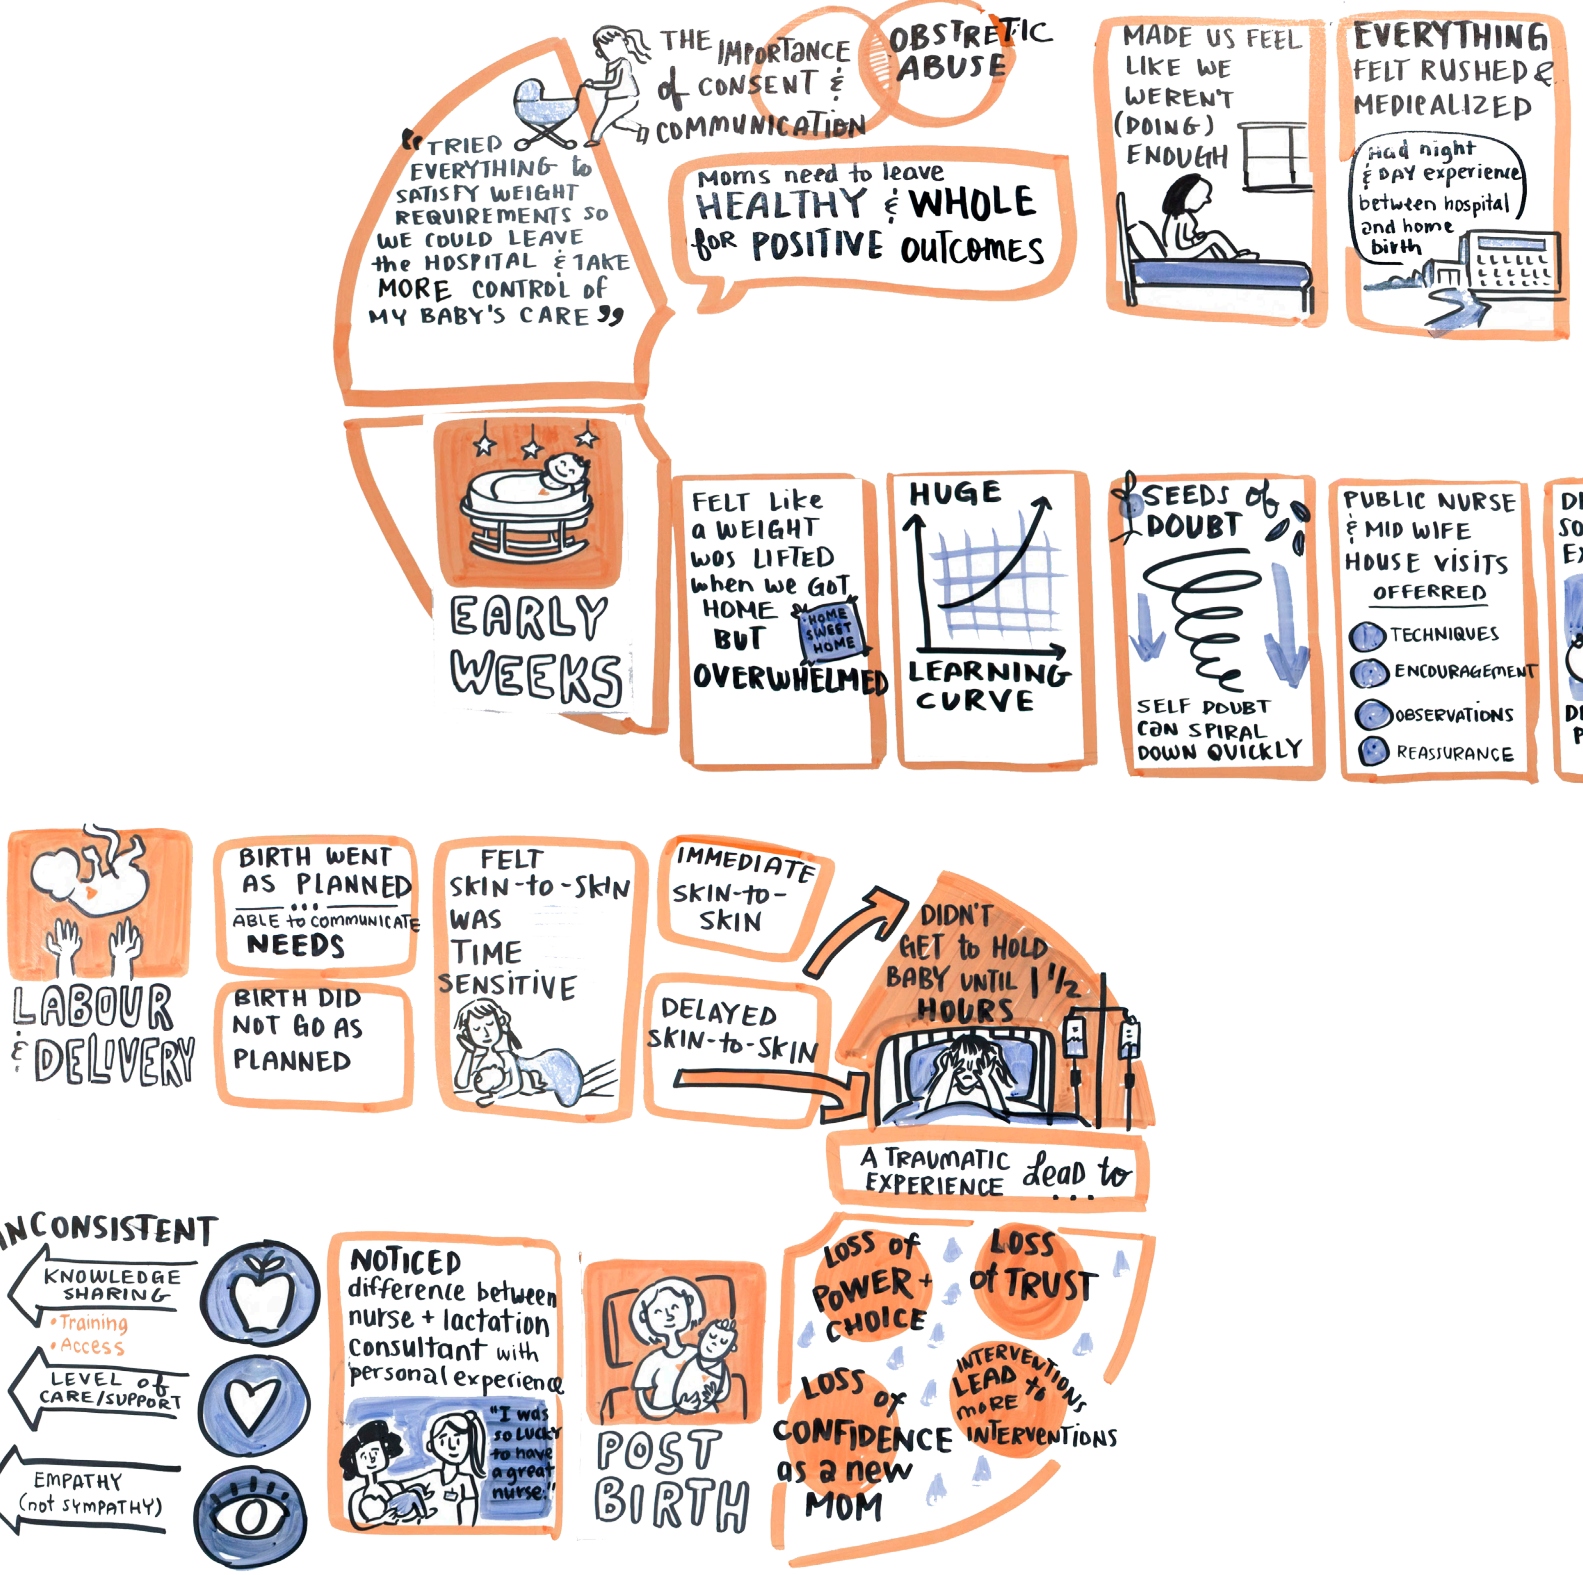 THE IMPORTANCE
of CONSENT &
COMMUNICATION
OBSTRETIC
ABUSE
MADE US FEEL
LIKE WE
WEREN'T
(DOING)
ENOUGH
EVERYTHING
FELT RUSHED &
MEDICALIZED
Had night
& DAY experience
between hospital
and home
birth
"TRIED
EVERYTHING to
SATISFY WEIGHT
REQUIREMENTS SO
WE COULD LEAVE
the HOSPITAL & TAKE
MORE CONTROL of
MY BABY'S CARE"
Moms need to leave
HEALTHY & WHOLE
for POSITIVE OUTCOMES
EARLY
WEEKS
FELT Like
a WEIGHT
was LIFTED
when we GOT
HOME
BUT
OVERWHELMED
HOME
SWEET
HOME
HUGE
LEARNING
CURVE
SEEDS of
DOUBT
SELF DOUBT
CAN SPIRAL
DOWN QUICKLY
PUBLIC NURSE
& MID WIFE
HOUSE VISITS
OFFERRED
TECHNIQUES
ENCOURAGEMENT
OBSERVATIONS
REASSURANCE
LABOUR
& DELIVERY
BIRTH WENT
AS PLANNED
...
ABLE to COMMUNICATE
NEEDS
BIRTH DID
NOT GO AS
PLANNED
FELT
SKIN-to-SKIN
WAS
TIME
SENSITIVE
IMMEDIATE
SKIN-to-
SKIN
DELAYED
SKIN-to-SKIN
DIDN'T
GET to HOLD
BABY UNTIL 1 1/2
HOURS
A TRAUMATIC
EXPERIENCE Lead to
...
LOSS of
POWER +
CHOICE
LOSS
of TRUST
LOSS of
CONFIDENCE
as a new
MOM
INTERVENTIONS
LEAD to
MORE
INTERVENTIONS
POST
BIRTH
NOTICED
difference between
nurse + lactation
consultant with
personal experience
"I was
so LUCKY
to have
a great
nurse."
INCONSISTENT
KNOWLEDGE
SHARING
• Training
• Access
LEVEL of
CARE/SUPPORT
EMPATHY
(not SYMPATHY)